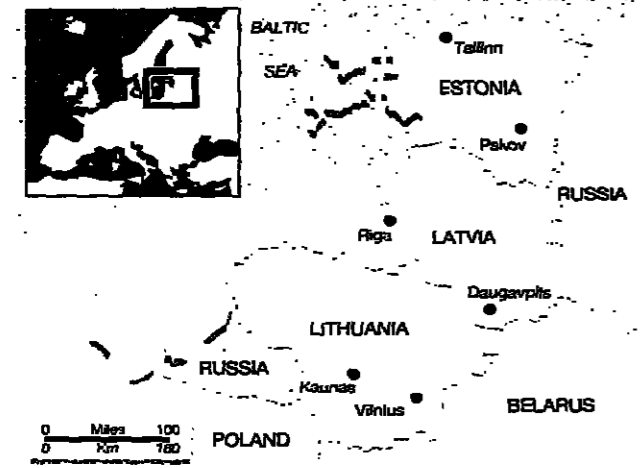 BALTIC
SEA
Tallinn
ESTONIA
Pskov
RUSSIA
Riga
LATVIA
Daugavpils
LITHUANIA
RUSSIA
Kaunas
Vilnius
BELARUS
POLAND
0 Miles 100
0 Km 160